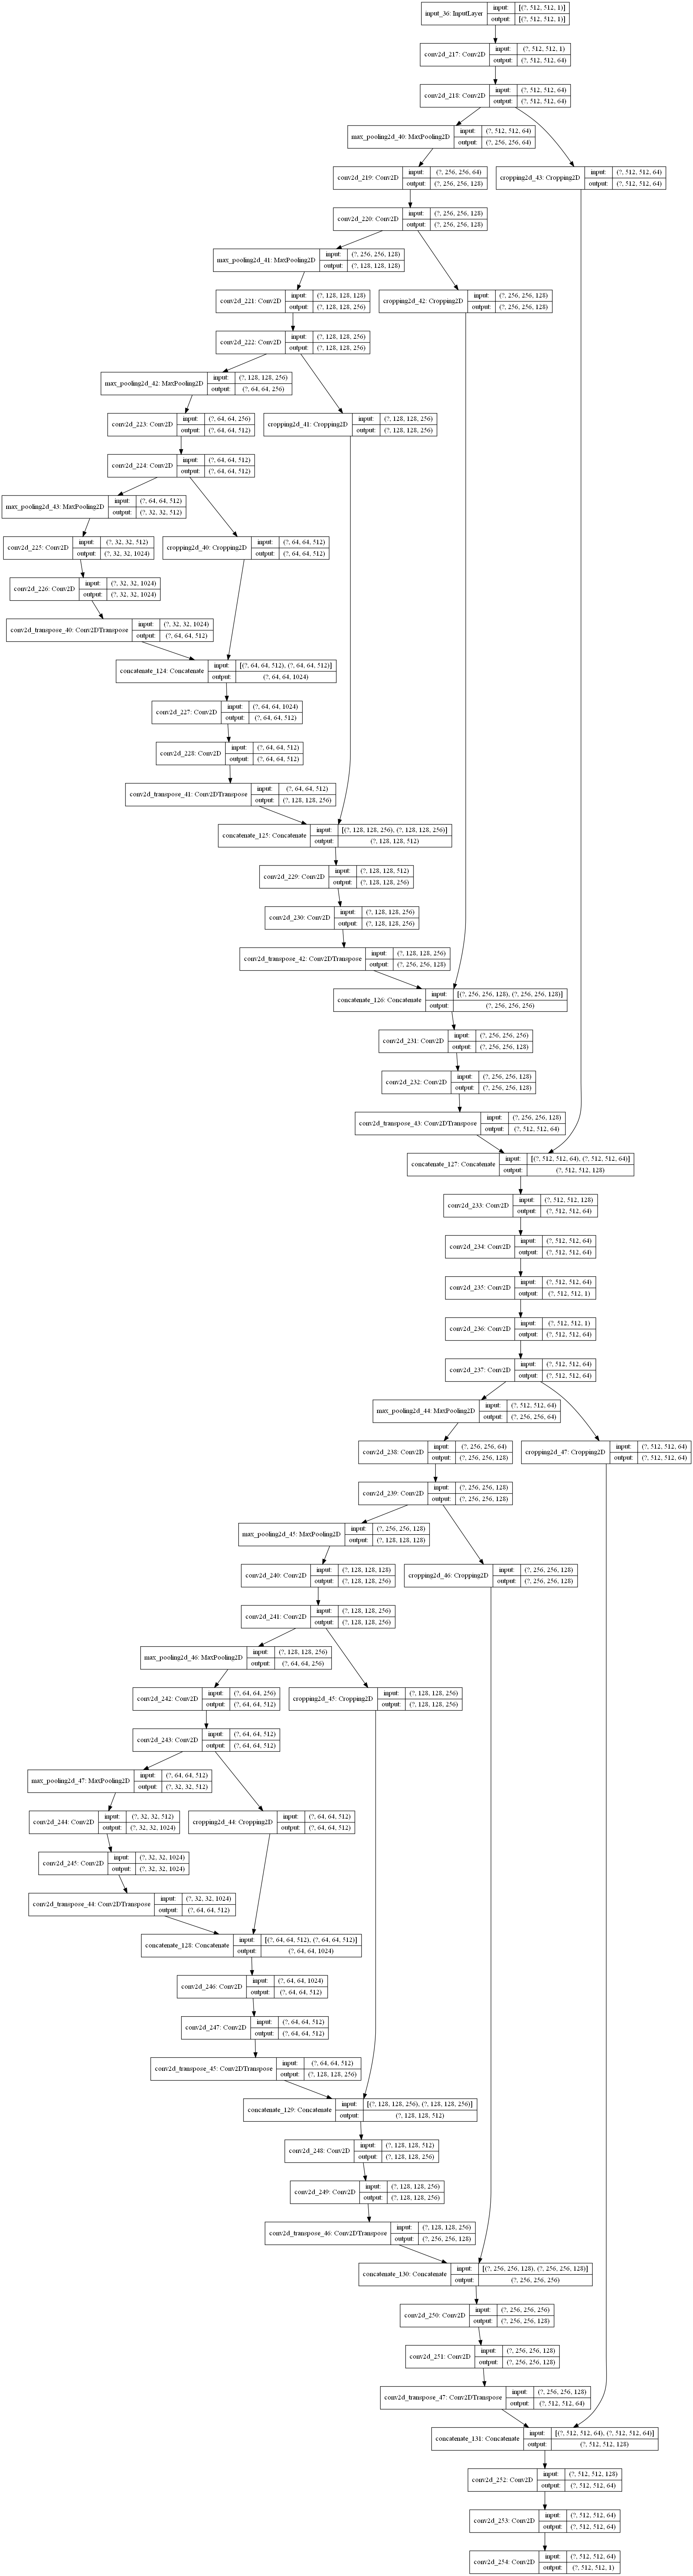 input_36: InputLayer input: [(?, 512, 512, 1)]
output: [(?, 512, 512, 1)]
conv2d_217: Conv2D input: (?, 512, 512, 1)
output: (?, 512, 512, 64)
conv2d_218: Conv2D input: (?, 512, 512, 64)
output: (?, 512, 512, 64)
max_pooling2d_40: MaxPooling2D input: (?, 512, 512, 64)
output: (?, 256, 256, 64)
conv2d_219: Conv2D input: (?, 256, 256, 64)
output: (?, 256, 256, 128)
cropping2d_43: Cropping2D input: (?, 512, 512, 64)
output: (?, 512, 512, 64)
conv2d_220: Conv2D input: (?, 256, 256, 128)
output: (?, 256, 256, 128)
max_pooling2d_41: MaxPooling2D input: (?, 256, 256, 128)
output: (?, 128, 128, 128)
conv2d_221: Conv2D input: (?, 128, 128, 128)
output: (?, 128, 128, 256)
cropping2d_42: Cropping2D input: (?, 256, 256, 128)
output: (?, 256, 256, 128)
conv2d_222: Conv2D input: (?, 128, 128, 256)
output: (?, 128, 128, 256)
max_pooling2d_42: MaxPooling2D input: (?, 128, 128, 256)
output: (?, 64, 64, 256)
conv2d_223: Conv2D input: (?, 64, 64, 256)
output: (?, 64, 64, 512)
cropping2d_41: Cropping2D input: (?, 128, 128, 256)
output: (?, 128, 128, 256)
conv2d_224: Conv2D input: (?, 64, 64, 512)
output: (?, 64, 64, 512)
max_pooling2d_43: MaxPooling2D input: (?, 64, 64, 512)
output: (?, 32, 32, 512)
conv2d_225: Conv2D input: (?, 32, 32, 512)
output: (?, 32, 32, 1024)
cropping2d_40: Cropping2D input: (?, 64, 64, 512)
output: (?, 64, 64, 512)
conv2d_226: Conv2D input: (?, 32, 32, 1024)
output: (?, 32, 32, 1024)
conv2d_transpose_40: Conv2DTranspose input: (?, 32, 32, 1024)
output: (?, 64, 64, 512)
concatenate_124: Concatenate input: [(?, 64, 64, 512), (?, 64, 64, 512)]
output: (?, 64, 64, 1024)
conv2d_227: Conv2D input: (?, 64, 64, 1024)
output: (?, 64, 64, 512)
conv2d_228: Conv2D input: (?, 64, 64, 512)
output: (?, 64, 64, 512)
conv2d_transpose_41: Conv2DTranspose input: (?, 64, 64, 512)
output: (?, 128, 128, 256)
concatenate_125: Concatenate input: [(?, 128, 128, 256), (?, 128, 128, 256)]
output: (?, 128, 128, 512)
conv2d_229: Conv2D input: (?, 128, 128, 512)
output: (?, 128, 128, 256)
conv2d_230: Conv2D input: (?, 128, 128, 256)
output: (?, 128, 128, 256)
conv2d_transpose_42: Conv2DTranspose input: (?, 128, 128, 256)
output: (?, 256, 256, 128)
concatenate_126: Concatenate input: [(?, 256, 256, 128), (?, 256, 256, 128)]
output: (?, 256, 256, 256)
conv2d_231: Conv2D input: (?, 256, 256, 256)
output: (?, 256, 256, 128)
conv2d_232: Conv2D input: (?, 256, 256, 128)
output: (?, 256, 256, 128)
conv2d_transpose_43: Conv2DTranspose input: (?, 256, 256, 128)
output: (?, 512, 512, 64)
concatenate_127: Concatenate input: [(?, 512, 512, 64), (?, 512, 512, 64)]
output: (?, 512, 512, 128)
conv2d_233: Conv2D input: (?, 512, 512, 128)
output: (?, 512, 512, 64)
conv2d_234: Conv2D input: (?, 512, 512, 64)
output: (?, 512, 512, 64)
conv2d_235: Conv2D input: (?, 512, 512, 64)
output: (?, 512, 512, 1)
conv2d_236: Conv2D input: (?, 512, 512, 1)
output: (?, 512, 512, 64)
conv2d_237: Conv2D input: (?, 512, 512, 64)
output: (?, 512, 512, 64)
max_pooling2d_44: MaxPooling2D input: (?, 512, 512, 64)
output: (?, 256, 256, 64)
conv2d_238: Conv2D input: (?, 256, 256, 64)
output: (?, 256, 256, 128)
cropping2d_47: Cropping2D input: (?, 512, 512, 64)
output: (?, 512, 512, 64)
conv2d_239: Conv2D input: (?, 256, 256, 128)
output: (?, 256, 256, 128)
max_pooling2d_45: MaxPooling2D input: (?, 256, 256, 128)
output: (?, 128, 128, 128)
conv2d_240: Conv2D input: (?, 128, 128, 128)
output: (?, 128, 128, 256)
cropping2d_46: Cropping2D input: (?, 256, 256, 128)
output: (?, 256, 256, 128)
conv2d_241: Conv2D input: (?, 128, 128, 256)
output: (?, 128, 128, 256)
max_pooling2d_46: MaxPooling2D input: (?, 128, 128, 256)
output: (?, 64, 64, 256)
conv2d_242: Conv2D input: (?, 64, 64, 256)
output: (?, 64, 64, 512)
cropping2d_45: Cropping2D input: (?, 128, 128, 256)
output: (?, 128, 128, 256)
conv2d_243: Conv2D input: (?, 64, 64, 512)
output: (?, 64, 64, 512)
max_pooling2d_47: MaxPooling2D input: (?, 64, 64, 512)
output: (?, 32, 32, 512)
conv2d_244: Conv2D input: (?, 32, 32, 512)
output: (?, 32, 32, 1024)
cropping2d_44: Cropping2D input: (?, 64, 64, 512)
output: (?, 64, 64, 512)
conv2d_245: Conv2D input: (?, 32, 32, 1024)
output: (?, 32, 32, 1024)
conv2d_transpose_44: Conv2DTranspose input: (?, 32, 32, 1024)
output: (?, 64, 64, 512)
concatenate_128: Concatenate input: [(?, 64, 64, 512), (?, 64, 64, 512)]
output: (?, 64, 64, 1024)
conv2d_246: Conv2D input: (?, 64, 64, 1024)
output: (?, 64, 64, 512)
conv2d_247: Conv2D input: (?, 64, 64, 512)
output: (?, 64, 64, 512)
conv2d_transpose_45: Conv2DTranspose input: (?, 64, 64, 512)
output: (?, 128, 128, 256)
concatenate_129: Concatenate input: [(?, 128, 128, 256), (?, 128, 128, 256)]
output: (?, 128, 128, 512)
conv2d_248: Conv2D input: (?, 128, 128, 512)
output: (?, 128, 128, 256)
conv2d_249: Conv2D input: (?, 128, 128, 256)
output: (?, 128, 128, 256)
conv2d_transpose_46: Conv2DTranspose input: (?, 128, 128, 256)
output: (?, 256, 256, 128)
concatenate_130: Concatenate input: [(?, 256, 256, 128), (?, 256, 256, 128)]
output: (?, 256, 256, 256)
conv2d_250: Conv2D input: (?, 256, 256, 256)
output: (?, 256, 256, 128)
conv2d_251: Conv2D input: (?, 256, 256, 128)
output: (?, 256, 256, 128)
conv2d_transpose_47: Conv2DTranspose input: (?, 256, 256, 128)
output: (?, 512, 512, 64)
concatenate_131: Concatenate input: [(?, 512, 512, 64), (?, 512, 512, 64)]
output: (?, 512, 512, 128)
conv2d_252: Conv2D input: (?, 512, 512, 128)
output: (?, 512, 512, 64)
conv2d_253: Conv2D input: (?, 512, 512, 64)
output: (?, 512, 512, 64)
conv2d_254: Conv2D input: (?, 512, 512, 64)
output: (?, 512, 512, 1)